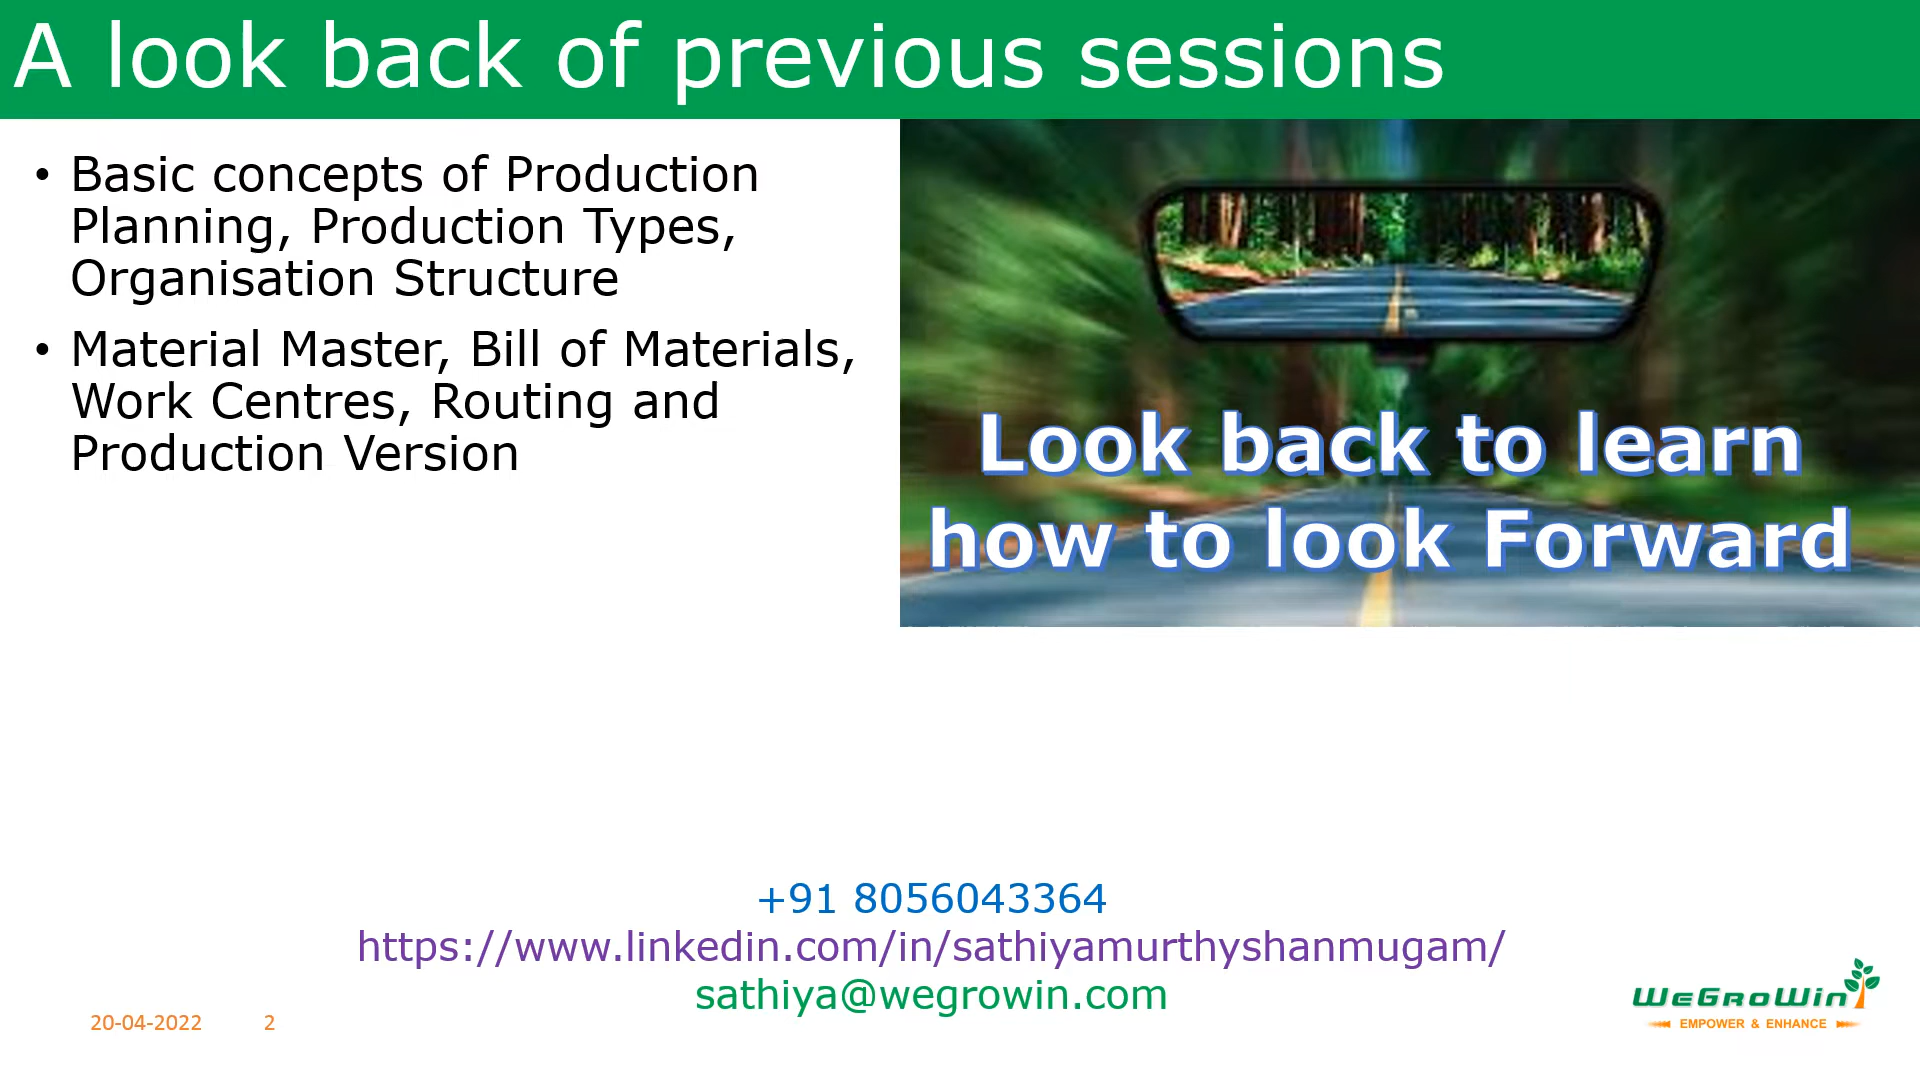 A look back of previous sessions
• Basic concepts of Production
Planning, Production Types,
Organisation Structure
• Material Master, Bill of Materials,
Work Centres, Routing and
Production Version
Look back to learn
how to look Forward
+91 8056043364
https://www.linkedin.com/in/sathiyamurthyshanmugam/
sathiya@wegrowin.com
20-04-2022 2
WeGroWin
EMPOWER & ENHANCE